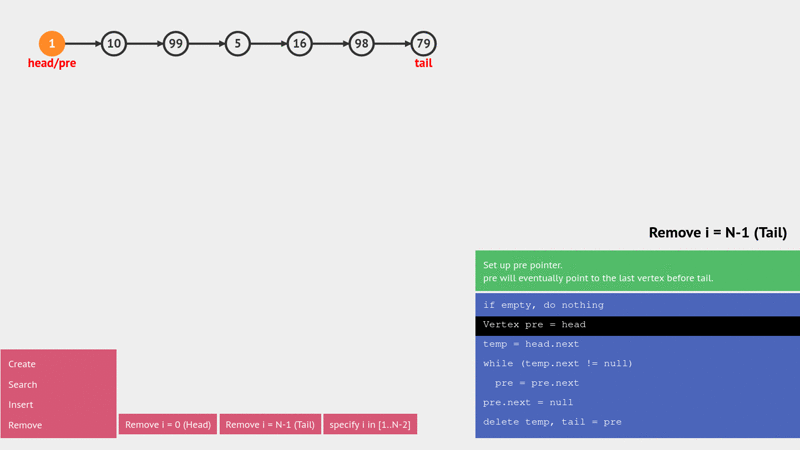 1 10 99 5 16 98 79
head/pre tail
Remove i = N-1 (Tail)
Set up pre pointer.
pre will eventually point to the last vertex before tail.
if empty, do nothing
Vertex pre = head
temp = head.next
while (temp.next != null)
pre = pre.next
pre.next = null
delete temp, tail = pre
Create
Search
Insert
Remove
Remove i = 0 (Head) Remove i = N-1 (Tail) specify i in [1..N-2]